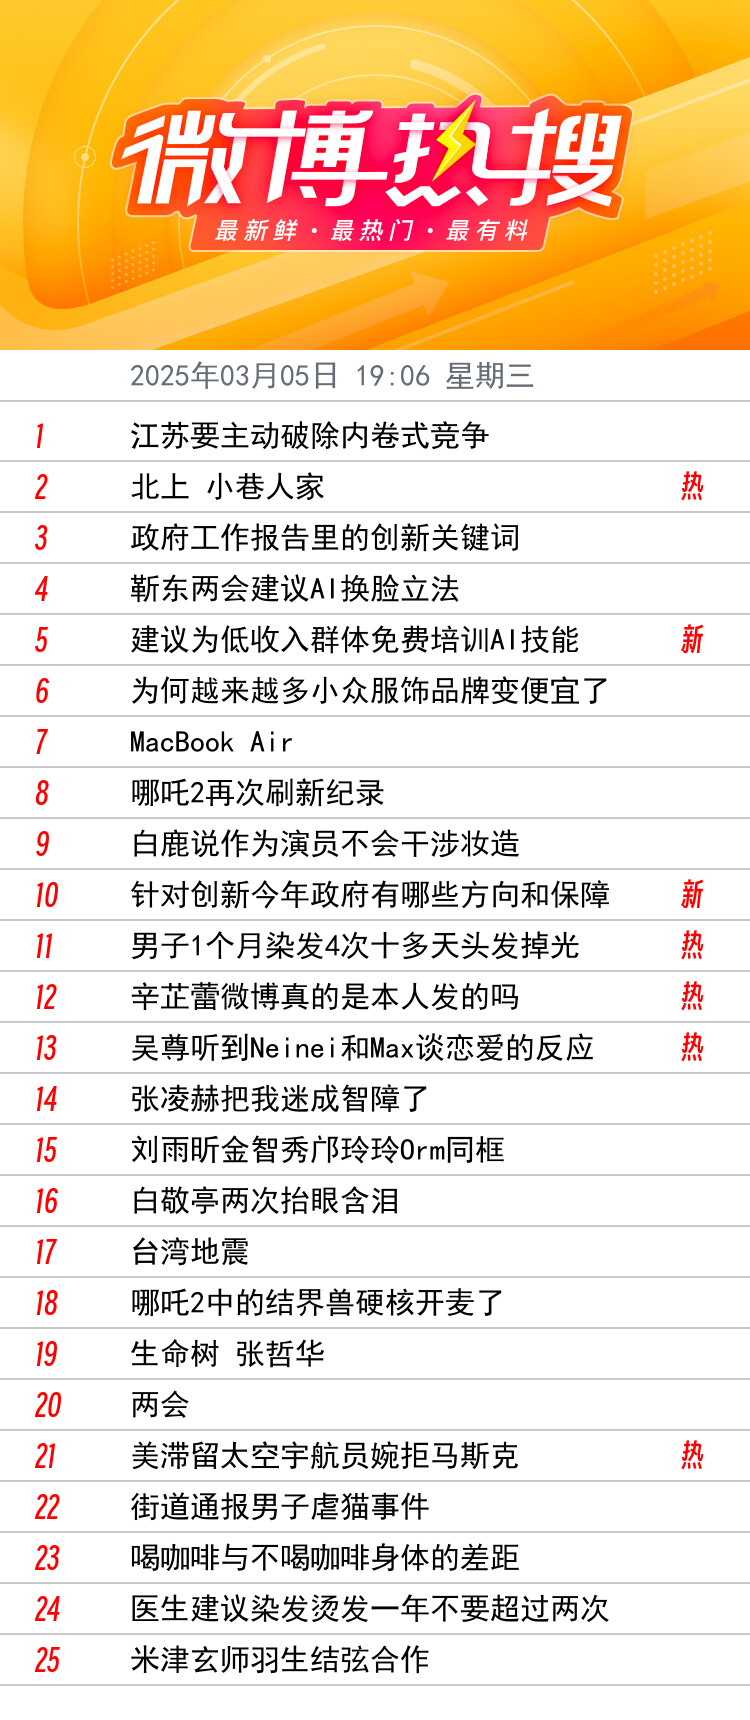 微博热搜
最新鲜·最热门·最有料
2025年03月05日 19:06 星期三
1 江苏要主动破除内卷式竞争
2 北上 小巷人家 热
3 政府工作报告里的创新关键词
4 靳东两会建议AI换脸立法
5 建议为低收入群体免费培训AI技能 新
6 为何越来越多小众服饰品牌变便宜了
7 MacBook Air
8 哪吒2再次刷新纪录
9 白鹿说作为演员不会干涉妆造
10 针对创新今年政府有哪些方向和保障 新
11 男子1个月染发4次十多天头发掉光 热
12 辛芷蕾微博真的是本人发的吗 热
13 吴尊听到Neinei和Max谈恋爱的反应 热
14 张凌赫把我迷成智障了
15 刘雨昕金智秀邝玲玲Orm同框
16 白敬亭两次抬眼含泪
17 台湾地震
18 哪吒2中的结界兽硬核开麦了
19 生命树 张哲华
20 两会
21 美滞留太空宇航员婉拒马斯克 热
22 街道通报男子虐猫事件
23 喝咖啡与不喝咖啡身体的差距
24 医生建议染发烫发一年不要超过两次
25 米津玄师羽生结弦合作